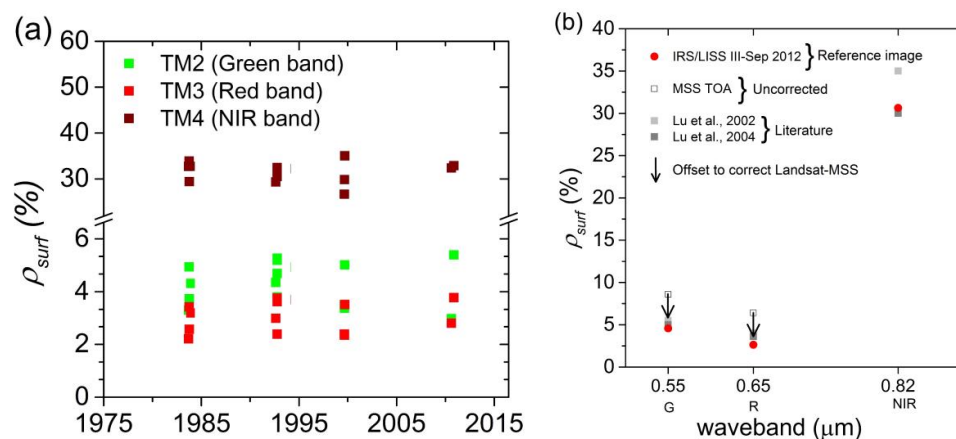 (a)
60
50
40
30
6
4
2
0
ρsurf (%)
TM2 (Green band)
TM3 (Red band)
TM4 (NIR band)
1975 1985 1995 2005 2015
(b)
40
35
30
25
20
15
10
5
0
ρsurf (%)
IRS/LISS III-Sep 2012 } Reference image
MSS TOA } Uncorrected
Lu et al., 2002
Lu et al., 2004 } Literature
Offset to correct Landsat-MSS
0.55 0.65 0.82
G R NIR
waveband (μm)